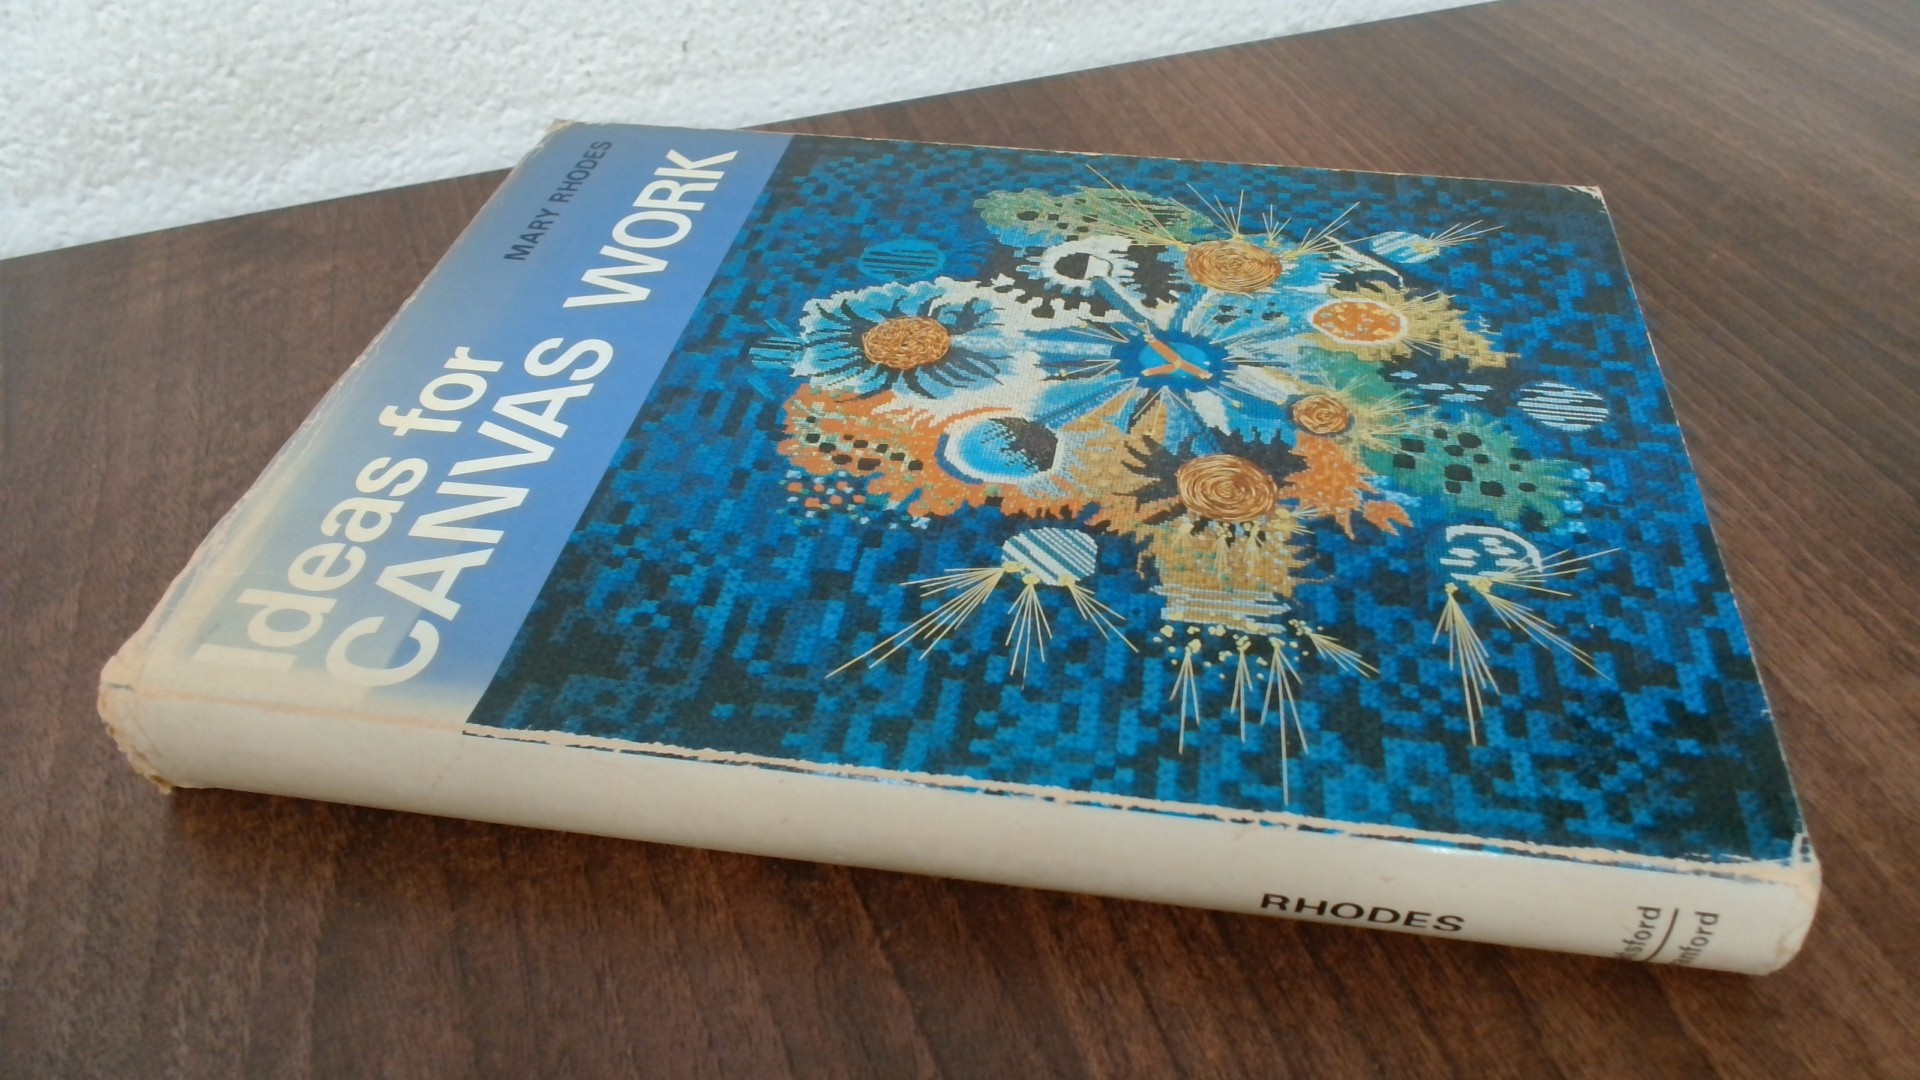 MARY RHODES
Ideas for
CANVAS WORK
RHODES